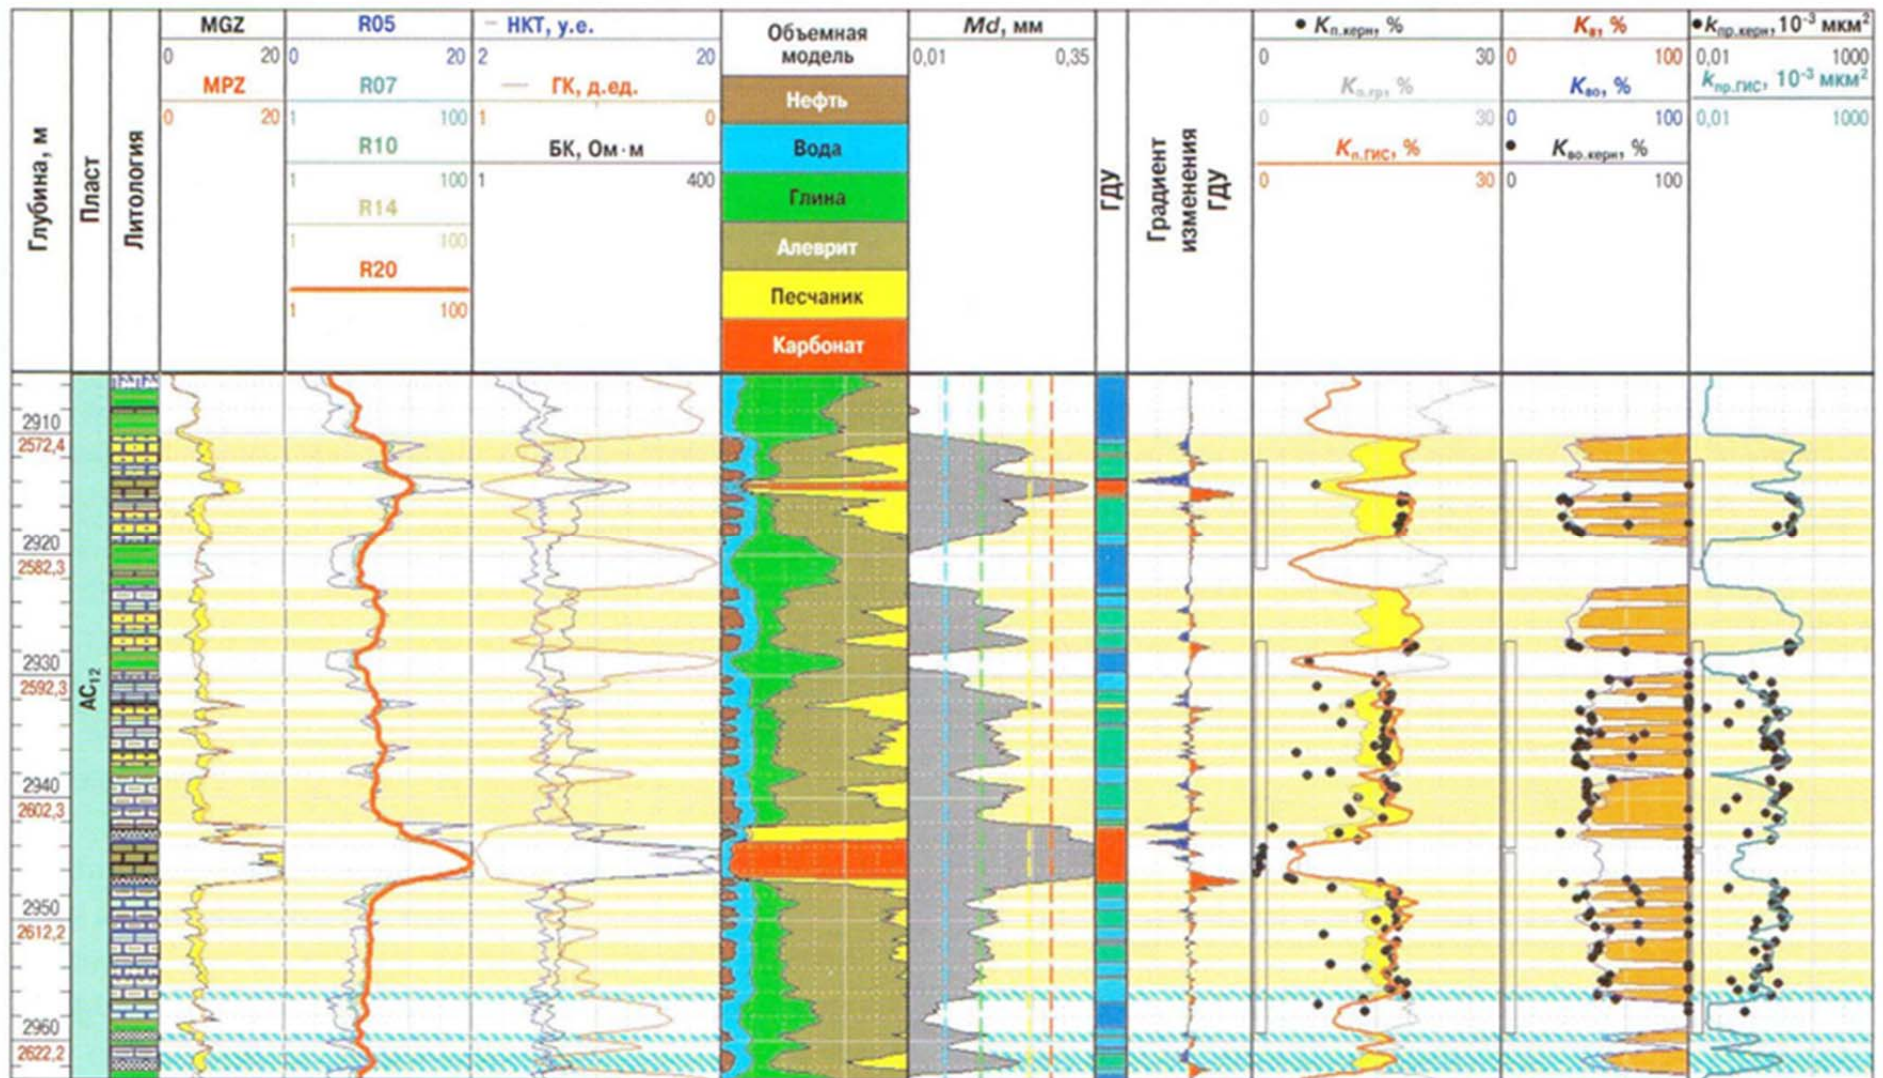 Глубина, м
Пласт
Литология
MGZ
0 20
MPZ
0 20
R05
0 20
R07
1 100
R10
1 100
R14
1 100
R20
1 100
НКТ, у.е.
2 20
ГК, д.ед.
1 0
БК, Ом·м
1 400
Объемная
модель
Нефть
Вода
Глина
Алеврит
Песчаник
Карбонат
Md, мм
0,01 0,35
ГДУ
Градиент
изменения
ГДУ
Kп.керн, %
0 30
Kп.гр, %
0 30
Kп.ГИС, %
0 30
Kв, %
0 100
Kво, %
0 100
Kво.керн, %
0 100
kпр.керн, 10⁻³ мкм²
0,01 1000
kпр.ГИС, 10⁻³ мкм²
0,01 1000
АС₁₂
2910
2572,4
2920
2582,3
2930
2592,3
2940
2602,3
2950
2612,2
2960
2622,2